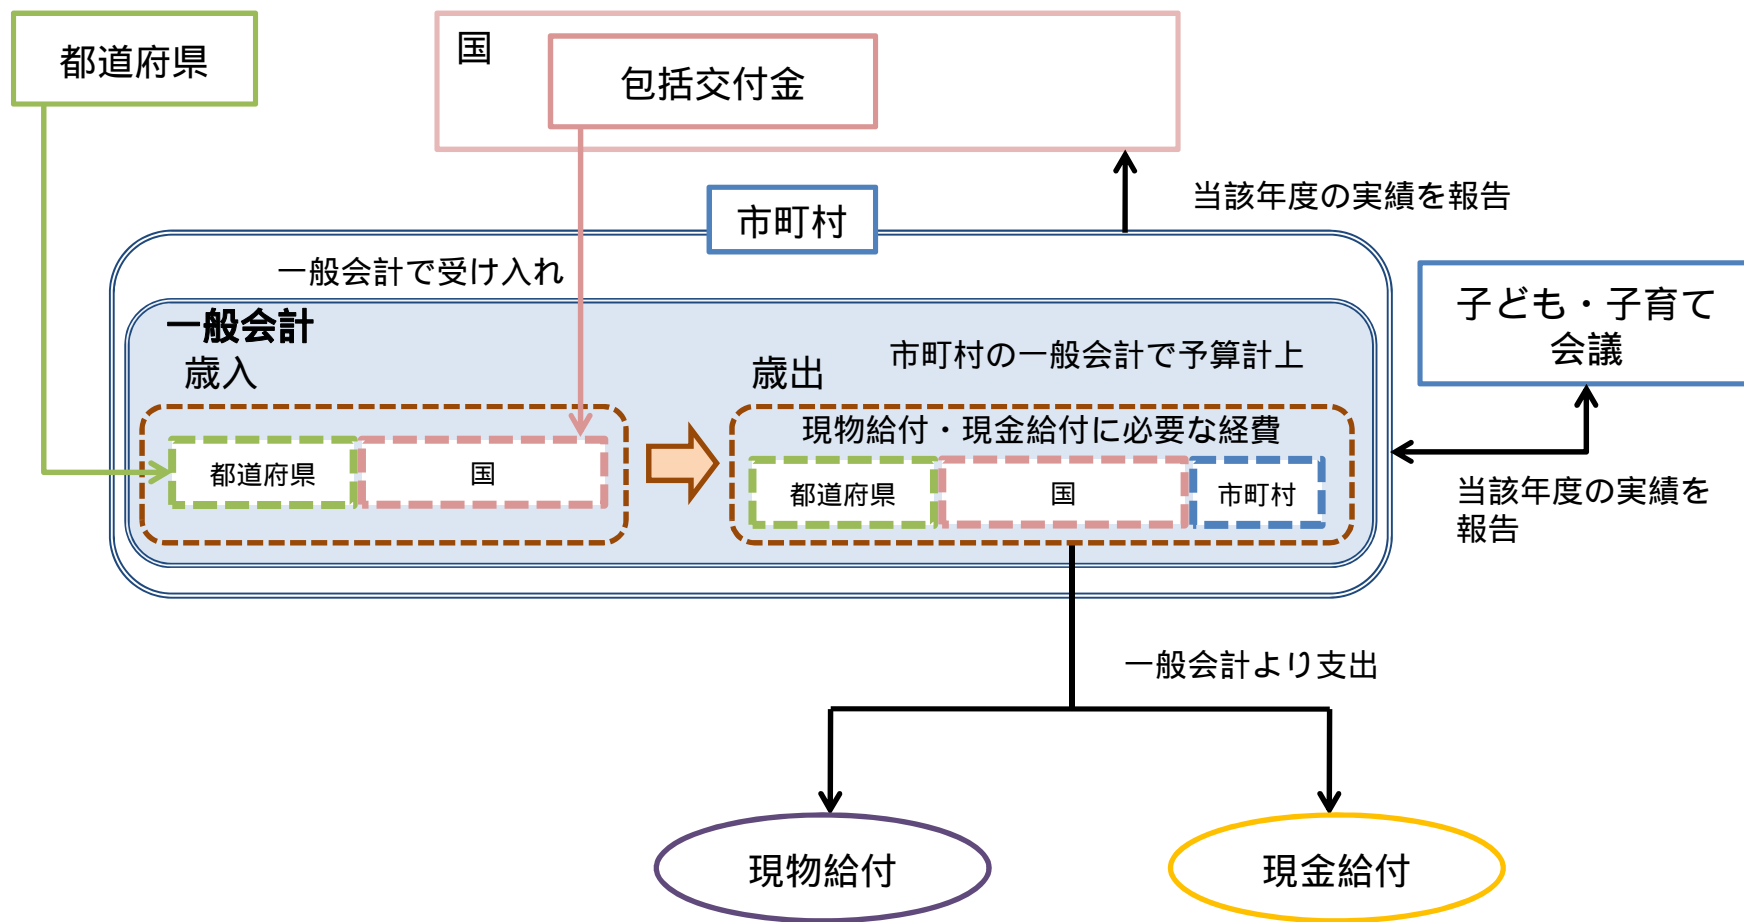 都道府県
国
包括交付金
市町村
当該年度の実績を報告
一般会計で受け入れ
子ども・子育て
会議
一般会計
歳入
歳出
市町村の一般会計で予算計上
現物給付・現金給付に必要な経費
都道府県
国
都道府県
国
市町村
当該年度の実績を
報告
一般会計より支出
現物給付
現金給付